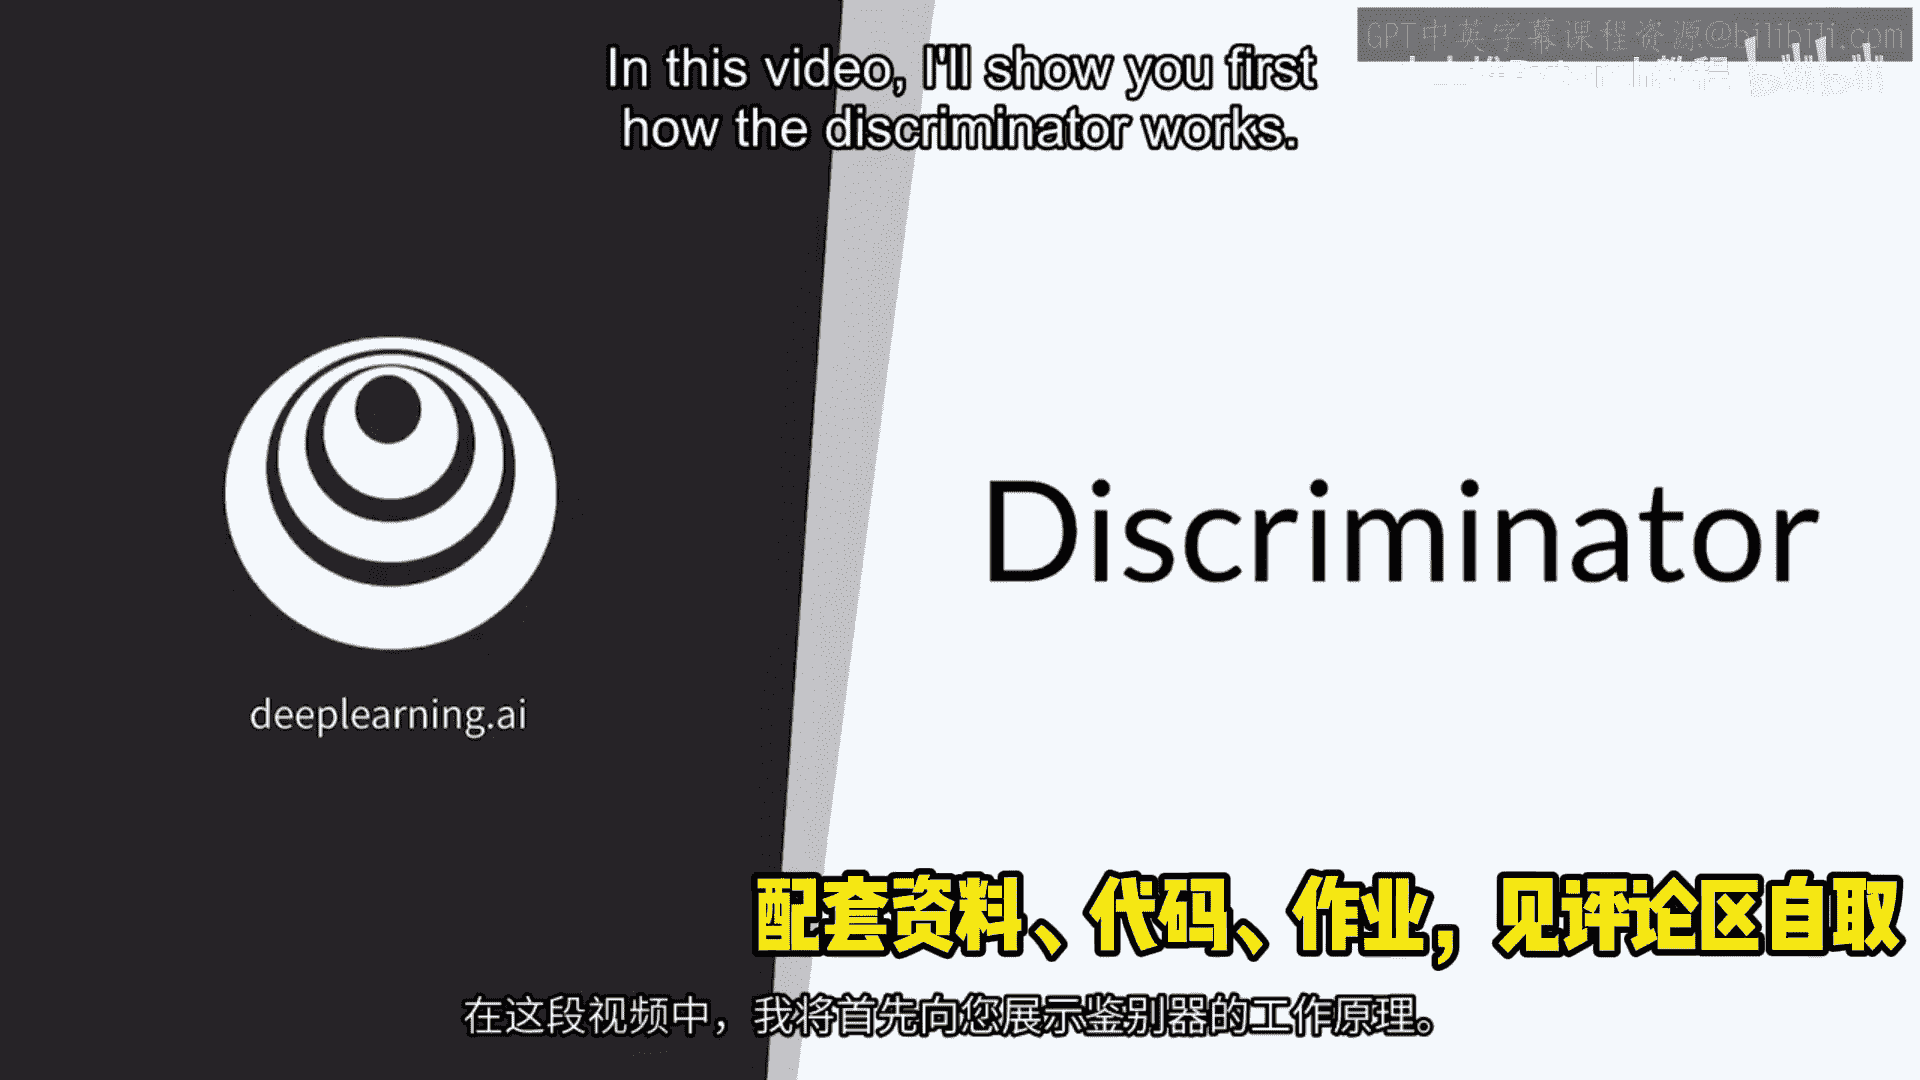 In this video, I'll show you first
how the discriminator works.
GPT中英字幕课程资源@bilibili.com
教程 bilibili
Discriminator
deeplearning.ai
配套资料、代码、作业，见评论区自取
在这段视频中，我将首先向您展示鉴别器的工作原理。